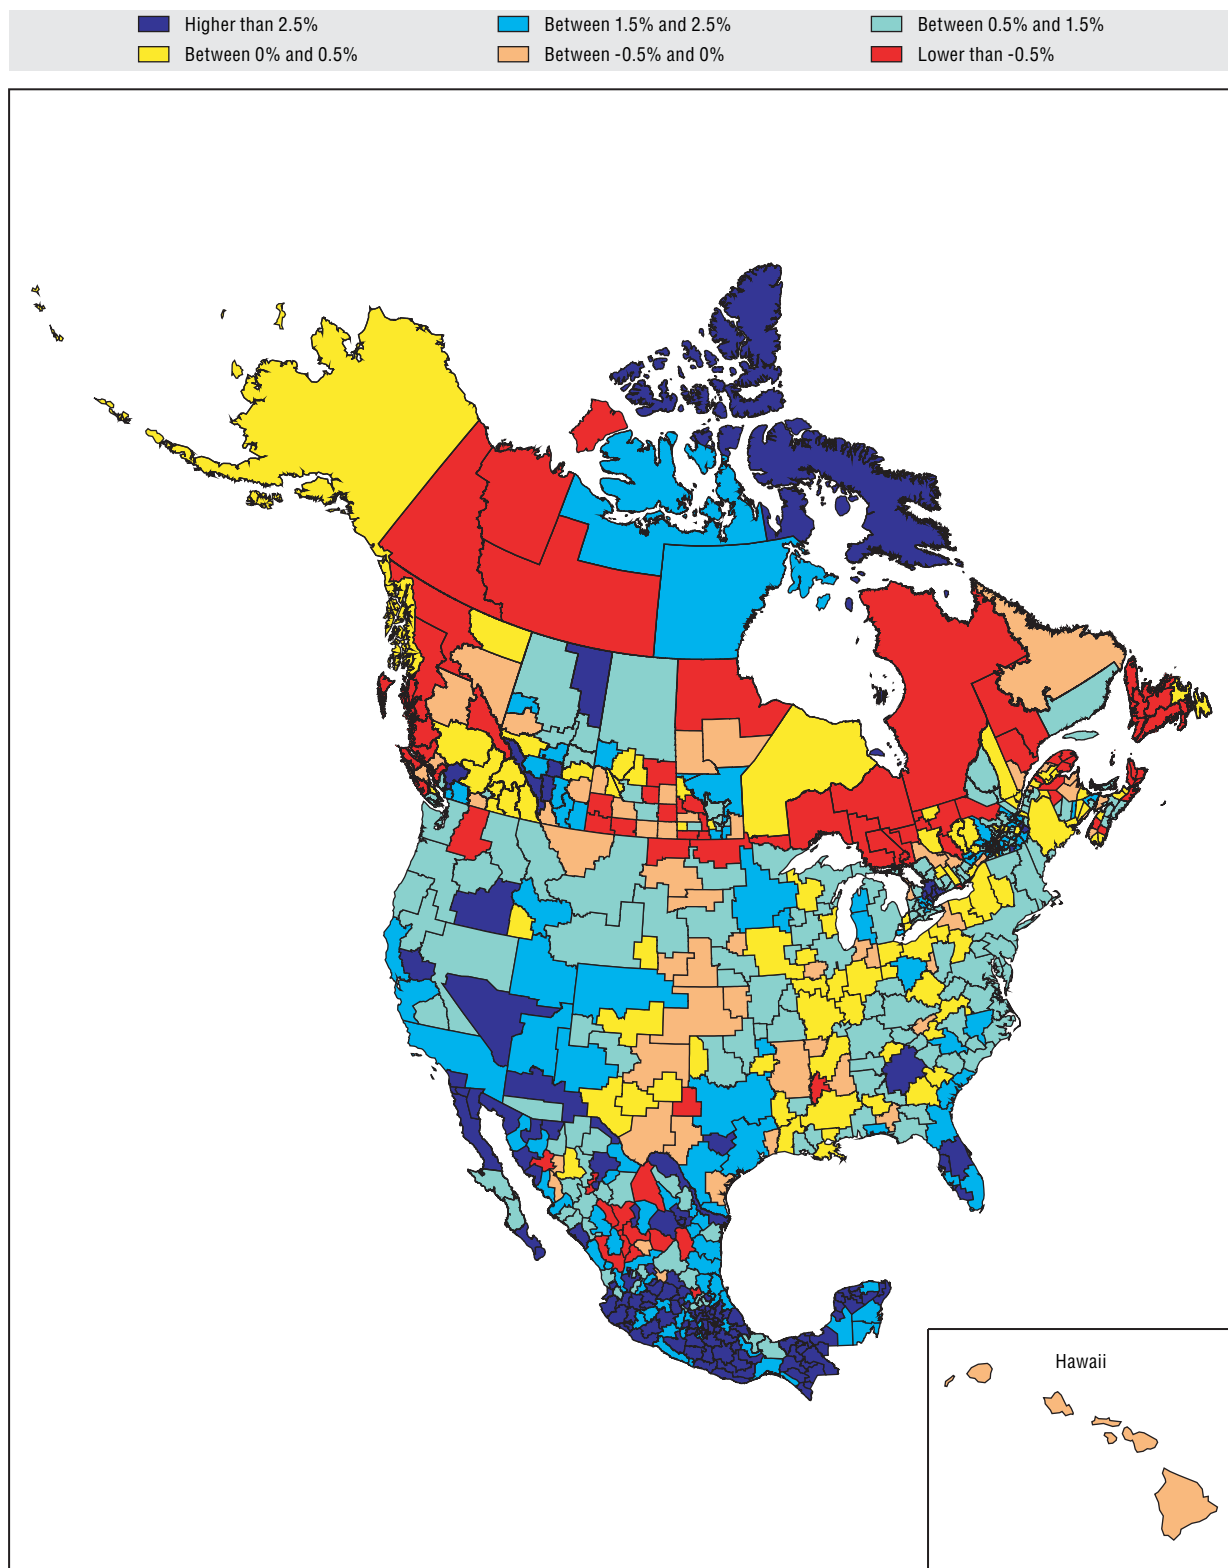 Higher than 2.5% Between 1.5% and 2.5% Between 0.5% and 1.5%
Between 0% and 0.5% Between -0.5% and 0% Lower than -0.5%
Hawaii